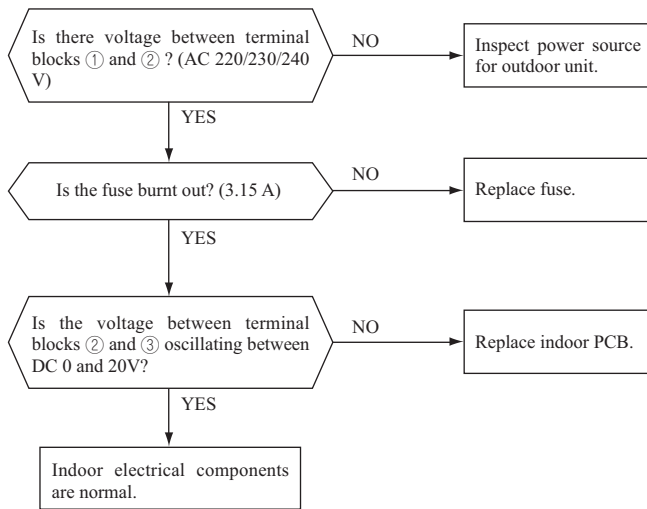 Is there voltage between terminal
blocks ① and ② ? (AC 220/230/240
V)
NO
Inspect power source
for outdoor unit.
YES
Is the fuse burnt out? (3.15 A)
NO
Replace fuse.
YES
Is the voltage between terminal
blocks ② and ③ oscillating between
DC 0 and 20V?
NO
Replace indoor PCB.
YES
Indoor electrical components
are normal.